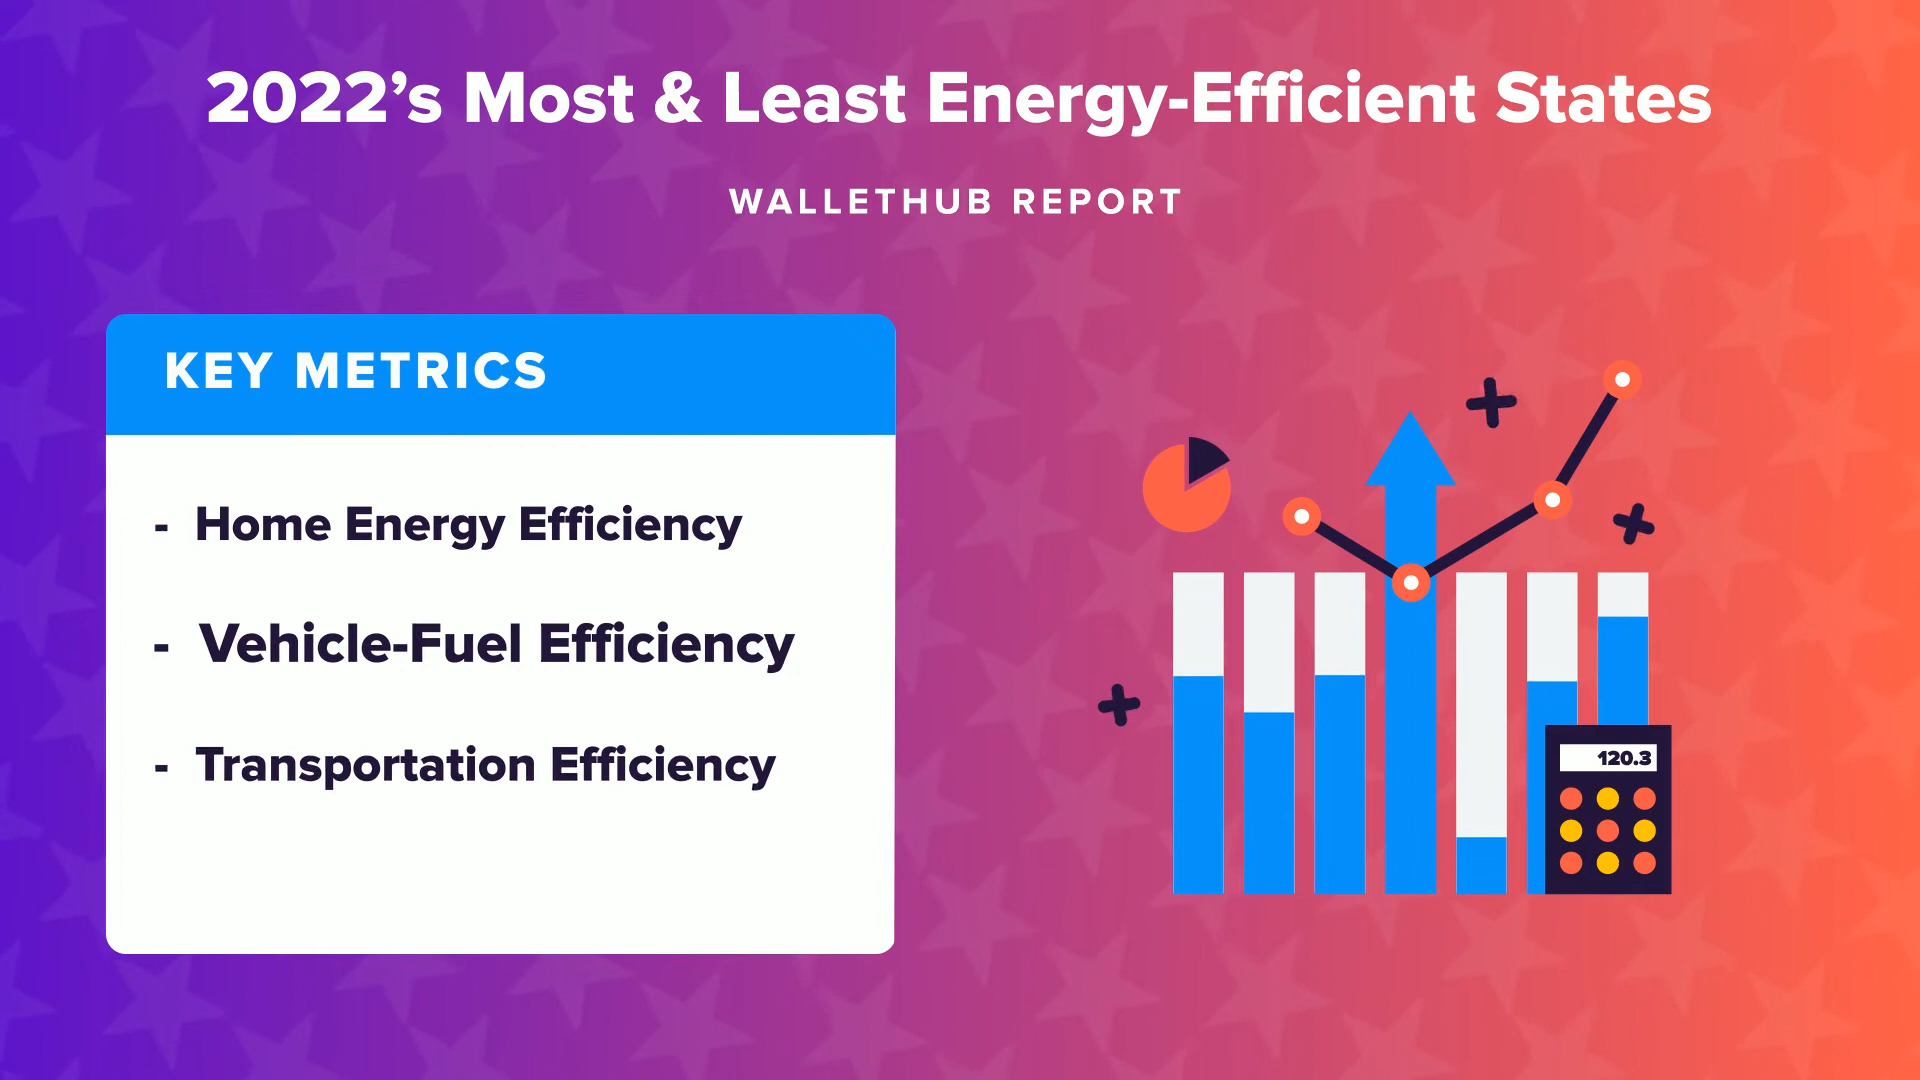 2022’s Most & Least Energy-Efficient States
WALLETHUB REPORT
KEY METRICS
- Home Energy Efficiency
- Vehicle-Fuel Efficiency
- Transportation Efficiency
120.3